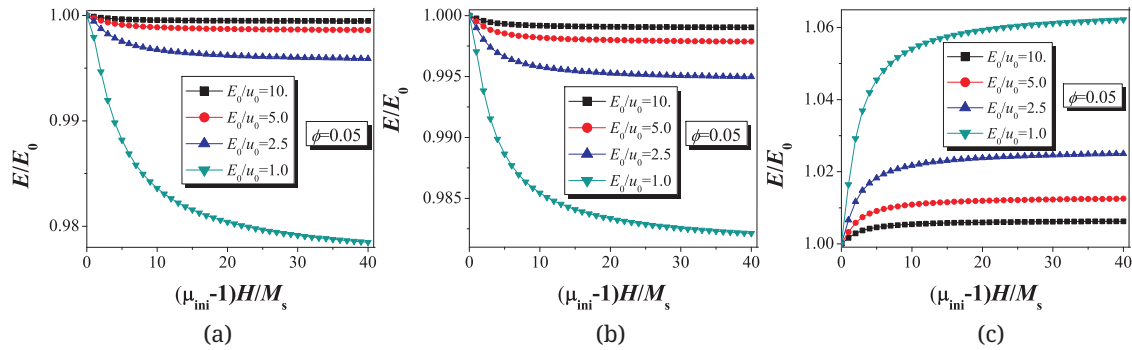 1.00
0.99
0.98
E/E₀
E₀/u₀=10.
E₀/u₀=5.0
E₀/u₀=2.5
E₀/u₀=1.0
ϕ=0.05
0 10 20 30 40
(μᵢₙᵢ-1)H/Mₛ
(a)
1.000
0.995
0.990
0.985
E/E₀
E₀/u₀=10.
E₀/u₀=5.0
E₀/u₀=2.5
E₀/u₀=1.0
ϕ=0.05
0 10 20 30 40
(μᵢₙᵢ-1)H/Mₛ
(b)
1.06
1.04
1.02
1.00
E/E₀
E₀/u₀=10.
E₀/u₀=5.0
E₀/u₀=2.5
E₀/u₀=1.0
ϕ=0.05
0 10 20 30 40
(μᵢₙᵢ-1)H/Mₛ
(c)